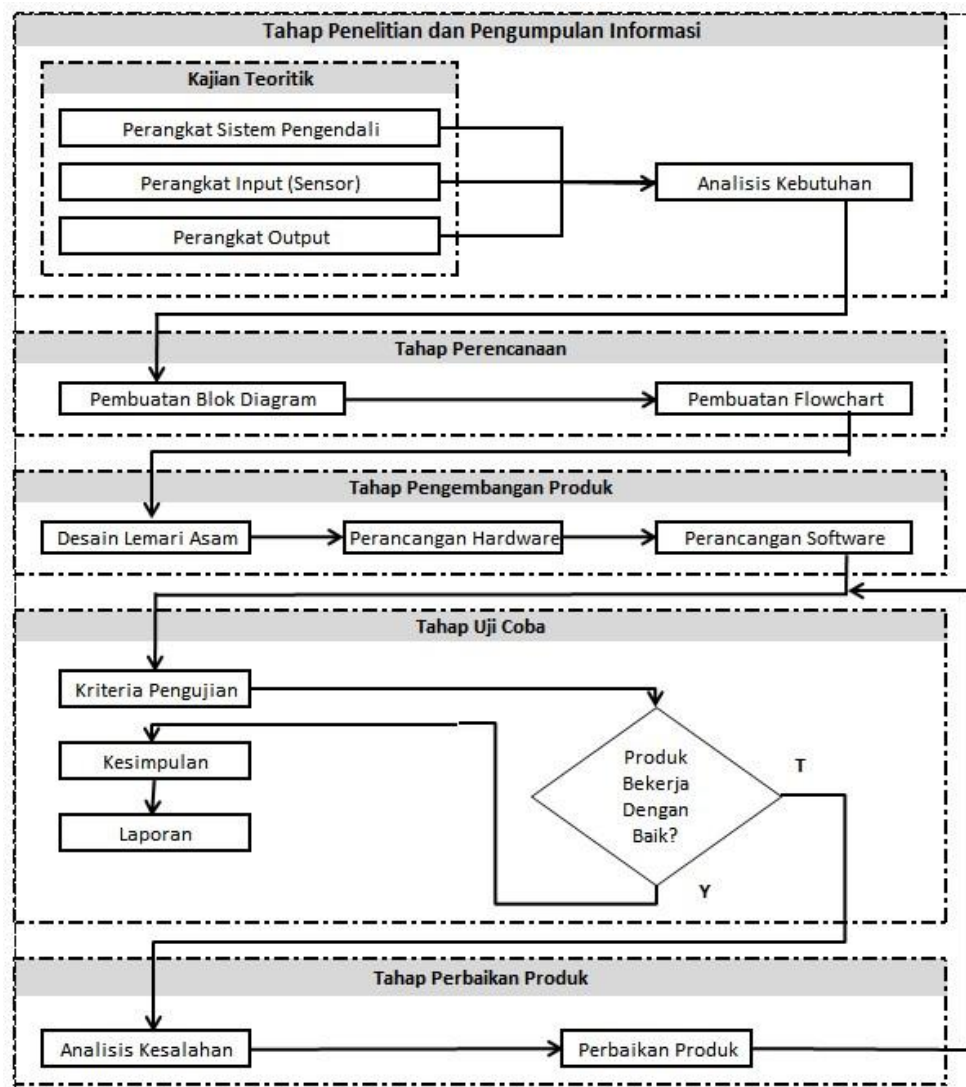 Tahap Penelitian dan Pengumpulan Informasi
Kajian Teoritik
Perangkat Sistem Pengendali
Perangkat Input (Sensor)
Analisis Kebutuhan
Perangkat Output
Tahap Perencanaan
Pembuatan Blok Diagram
Pembuatan Flowchart
Tahap Pengembangan Produk
Desain Lemari Asam
Perancangan Hardware
Perancangan Software
Tahap Uji Coba
Kriteria Pengujian
Kesimpulan
Laporan
Produk
Bekerja
Dengan
Baik?
T
Y
Tahap Perbaikan Produk
Analisis Kesalahan
Perbaikan Produk